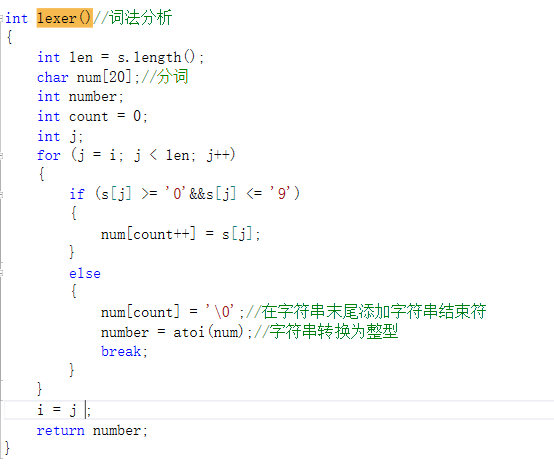 int lexer()//词法分析
{
    int len = s.length();
    char num[20];//分词
    int number;
    int count = 0;
    int j;
    for (j = i; j < len; j++)
    {
        if (s[j] >= '0'&&s[j] <= '9')
        {
            num[count++] = s[j];
        }
        else
        {
            num[count] = '\0';//在字符串末尾添加字符串结束符
            number = atoi(num);//字符串转换为整型
            break;
        }
    }
    i = j ;
    return number;
}